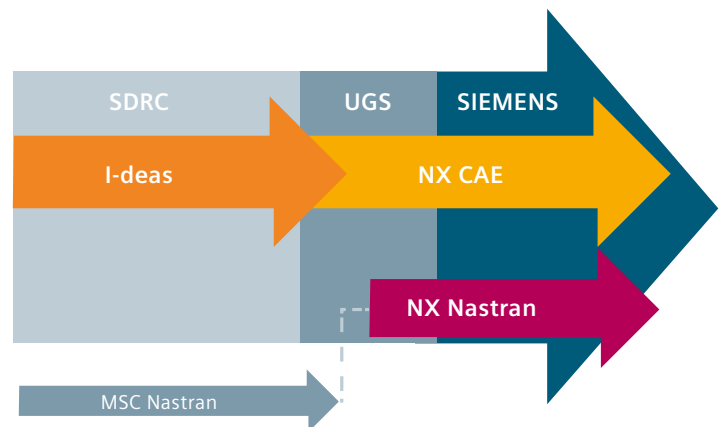 SDRC
UGS
SIEMENS
I-deas
NX CAE
NX Nastran
MSC Nastran